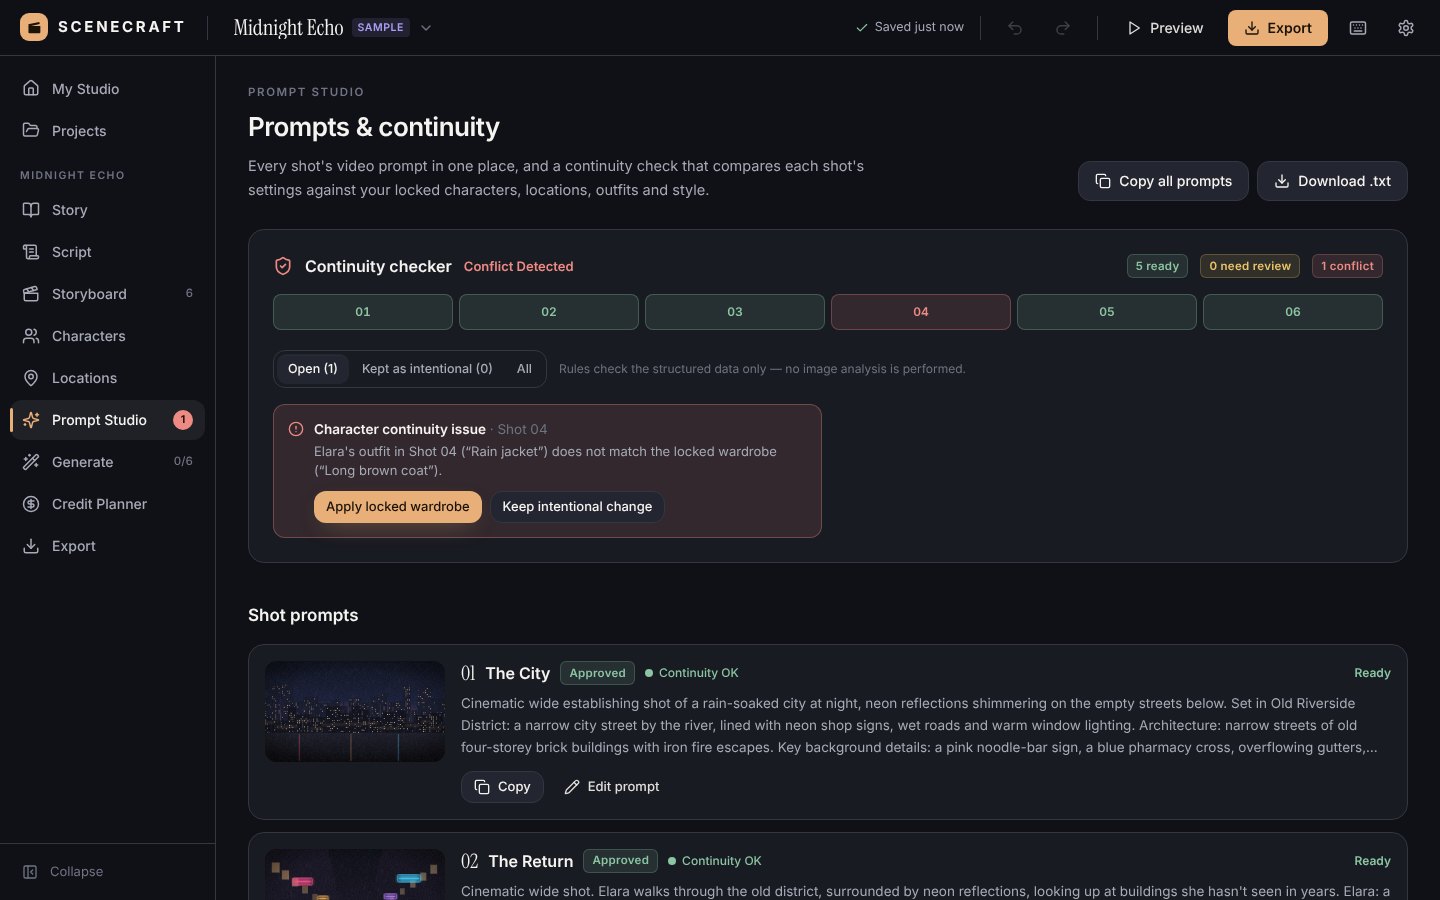 SCENECRAFT
Midnight Echo SAMPLE
Saved just now
Preview
Export
My Studio
Projects
MIDNIGHT ECHO
Story
Script
Storyboard 6
Characters
Locations
Prompt Studio 1
Generate 0/6
Credit Planner
Export
Collapse
PROMPT STUDIO
Prompts & continuity
Every shot's video prompt in one place, and a continuity check that compares each shot's
settings against your locked characters, locations, outfits and style.
Copy all prompts
Download .txt
Continuity checker Conflict Detected
5 ready 0 need review 1 conflict
01 02 03 04 05 06
Open (1) Kept as intentional (0) All Rules check the structured data only — no image analysis is performed.
Character continuity issue · Shot 04
Elara's outfit in Shot 04 (“Rain jacket”) does not match the locked wardrobe
(“Long brown coat”).
Apply locked wardrobe Keep intentional change
Shot prompts
01 The City Approved Continuity OK Ready
Cinematic wide establishing shot of a rain-soaked city at night, neon reflections shimmering on the empty streets below. Set in Old Riverside
District: a narrow city street by the river, lined with neon shop signs, wet roads and warm window lighting. Architecture: narrow streets of old
four-storey brick buildings with iron fire escapes. Key background details: a pink noodle-bar sign, a blue pharmacy cross, overflowing gutters,...
Copy Edit prompt
02 The Return Approved Continuity OK Ready
Cinematic wide shot. Elara walks through the old district, surrounded by neon reflections, looking up at buildings she hasn't seen in years. Elara: a